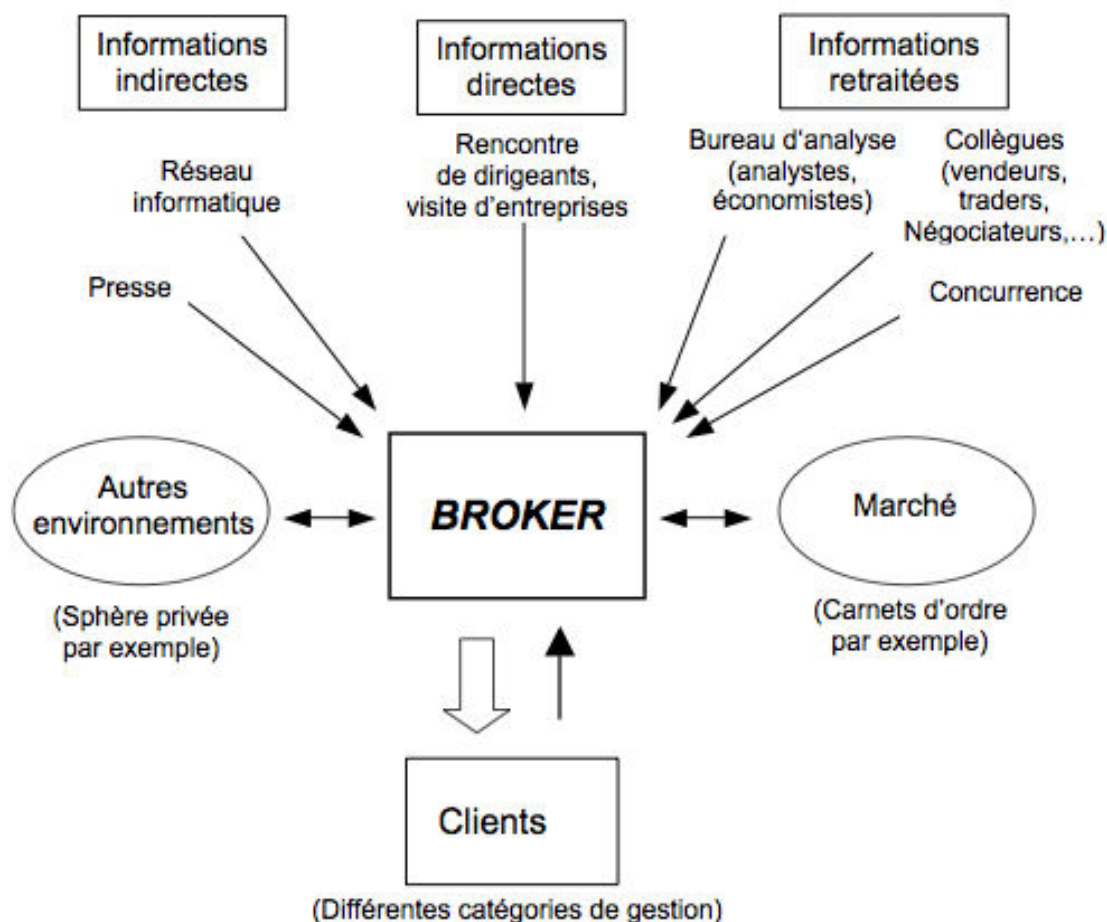 Informations
indirectes
Informations
directes
Informations
retraitées
Réseau
informatique
Presse
Rencontre
de dirigeants,
visite d'entreprises
Bureau d'analyse
(analystes,
économistes)
Collègues
(vendeurs,
traders,
Négociateurs,…)
Concurrence
Autres
environnements
(Sphère privée
par exemple)
BROKER
Marché
(Carnets d'ordre
par exemple)
Clients
(Différentes catégories de gestion)